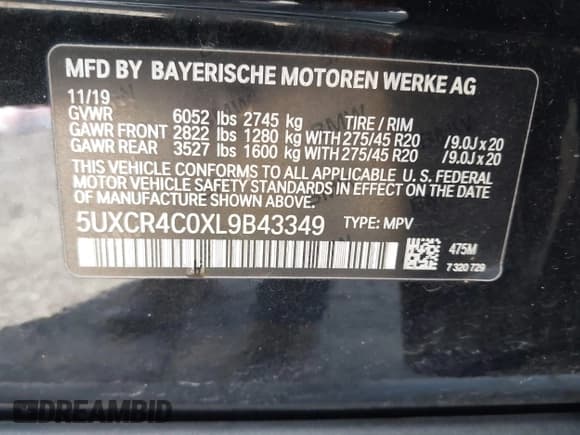 MFD BY BAYERISCHE MOTOREN WERKE AG
11/19
GVWR 6052 lbs 2745 kg TIRE / RIM
GAWR FRONT 2822 lbs 1280 kg WITH 275/45 R20 /9.0J x 20
GAWR REAR 3527 lbs 1600 kg WITH 275/45 R20 /9.0J x 20
THIS VEHICLE CONFORMS TO ALL APPLICABLE U. S. FEDERAL
MOTOR VEHICLE SAFETY STANDARDS IN
EFFECT ON THE DATE OF MANUFACTURE SHOWN ABOVE.
5UXCR4C0XL9B43349 TYPE: MPV
475M
7 320 729
DREAMBID